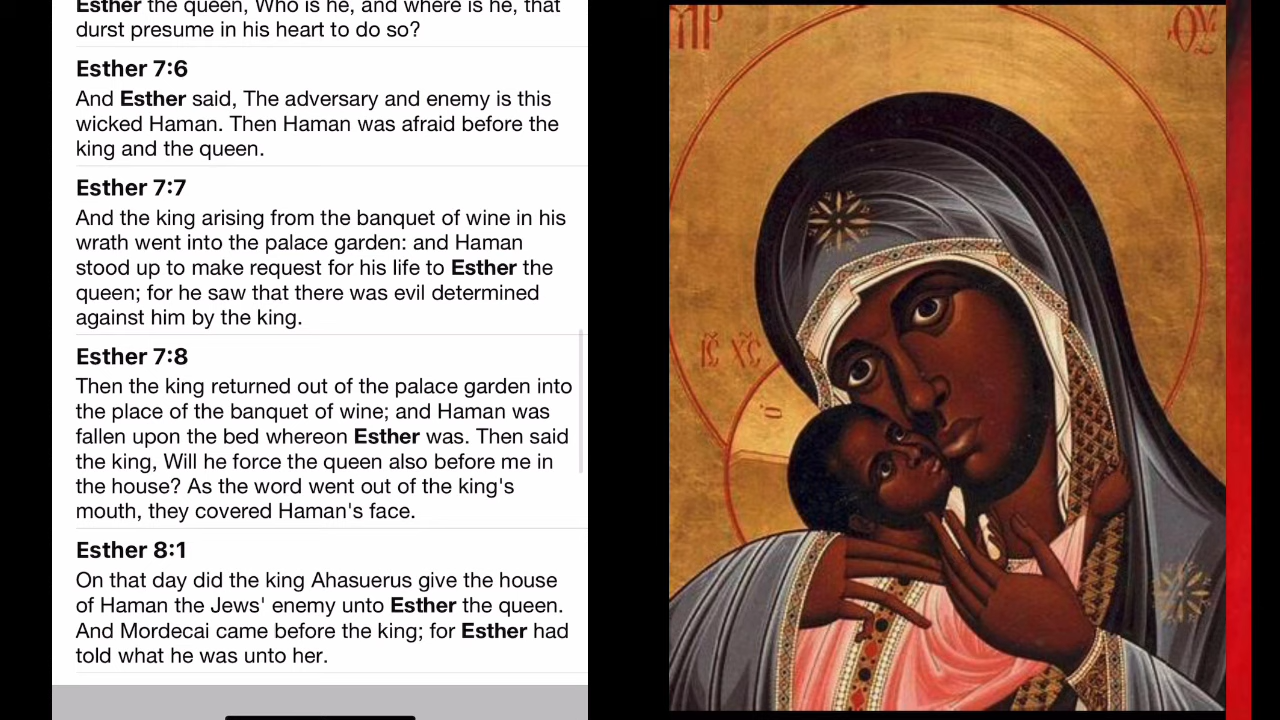 Esther the queen, Who is he, and where is he, that
durst presume in his heart to do so?
Esther 7:6
And Esther said, The adversary and enemy is this
wicked Haman. Then Haman was afraid before the
king and the queen.
Esther 7:7
And the king arising from the banquet of wine in his
wrath went into the palace garden: and Haman
stood up to make request for his life to Esther the
queen; for he saw that there was evil determined
against him by the king.
Esther 7:8
Then the king returned out of the palace garden into
the place of the banquet of wine; and Haman was
fallen upon the bed whereon Esther was. Then said
the king, Will he force the queen also before me in
the house? As the word went out of the king's
mouth, they covered Haman's face.
Esther 8:1
On that day did the king Ahasuerus give the house
of Haman the Jews' enemy unto Esther the queen.
And Mordecai came before the king; for Esther had
told what he was unto her.
ΜΡ ΘΥ
IC XC